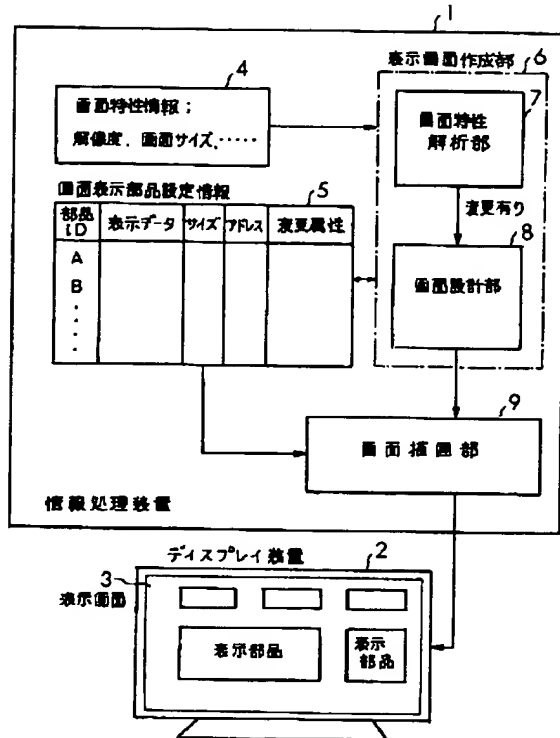 1
表示画面作成部
6
4
画面特性情報；
解像度、画面サイズ、・・・・・
7
画面特性
解析部
変更有り
画面表示部品設定情報
5
部品
ID
表示データ
サイズ
アドレス
変更属性
A
B
・
・
・
・
8
画面設計部
9
画面描画部
情報処理装置
ディスプレイ装置
2
3
表示画面
表示部品
表示
部品